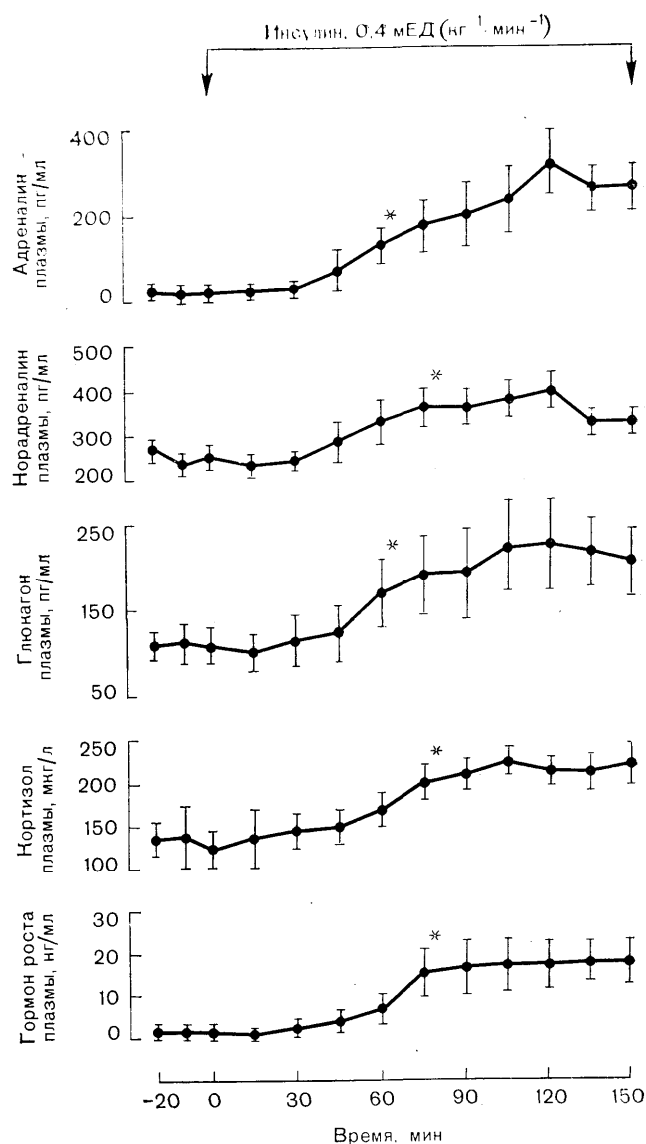 Инсулин, 0,4 мЕД (кг⁻¹·мин⁻¹)
400
200
0
Адреналин
плазмы, пг/мл
*
500
400
300
200
Норадреналин
плазмы, пг/мл
*
250
150
50
Глюкагон
плазмы, пг/мл
*
250
200
150
100
Кортизол
плазмы, мкг/л
*
30
20
10
0
Гормон роста
плазмы, нг/мл
*
-20 0 30 60 90 120 150
Время, мин